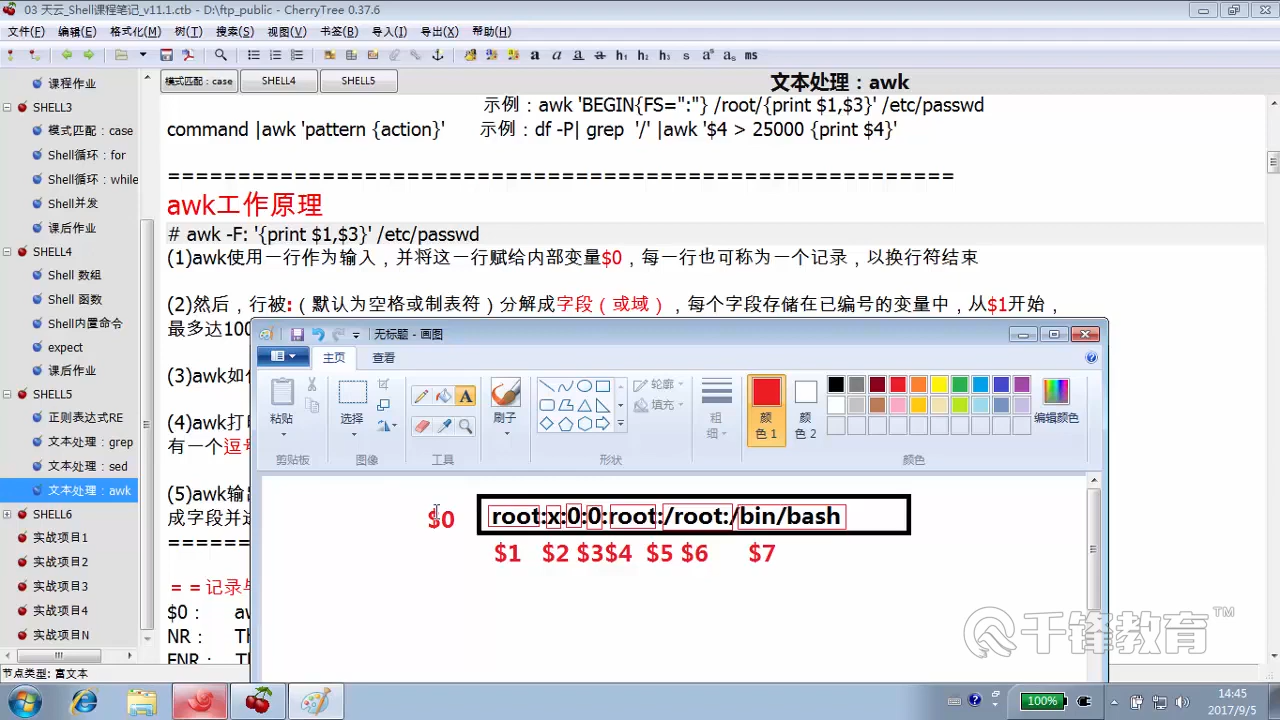 03 天云_Shell课程笔记_v11.1.ctb - D:\ftp_public - CherryTree 0.37.6
文件(F) 编辑(E) 格式化(M) 树(T) 搜索(S) 视图(V) 书签(B) 导入(I) 导出(X) 帮助(H)
a a a a h1 h2 h3 s aˢ aₛ ms
课程作业
SHELL3
模式匹配：case
Shell循环：for
Shell循环：while
Shell并发
课后作业
SHELL4
Shell 数组
Shell 函数
Shell内置命令
expect
课后作业
SHELL5
正则表达式RE
文本处理：grep
文本处理：sed
文本处理：awk
SHELL6
实战项目1
实战项目2
实战项目3
实战项目4
实战项目N
节点类型: 富文本
模式匹配：case SHELL4 SHELL5 文本处理：awk
示例：awk 'BEGIN{FS=":"} /root/{print $1,$3}' /etc/passwd
command |awk 'pattern {action}' 示例：df -P| grep '/' |awk '$4 > 25000 {print $4}'
========================================================
awk工作原理
# awk -F: '{print $1,$3}' /etc/passwd
(1)awk使用一行作为输入，并将这一行赋给内部变量$0，每一行也可称为一个记录，以换行符结束
(2)然后，行被:（默认为空格或制表符）分解成字段（或域），每个字段存储在已编号的变量中，从$1开始，
最多达100
(3)awk如
(4)awk打
有一个逗
(5)awk输
成字段并
==记录
$0： aw
NR： Th
FNR： Th
无标题 - 画图
主页 查看
粘贴 选择 刷子 轮廓 填充 粗细 颜色 1 颜色 2 编辑颜色
剪贴板 图像 工具 形状 颜色
$0 root:x:0:0:root:/root:/bin/bash
$1 $2 $3 $4 $5 $6 $7
千锋教育™
100% 14:45
2017/9/5